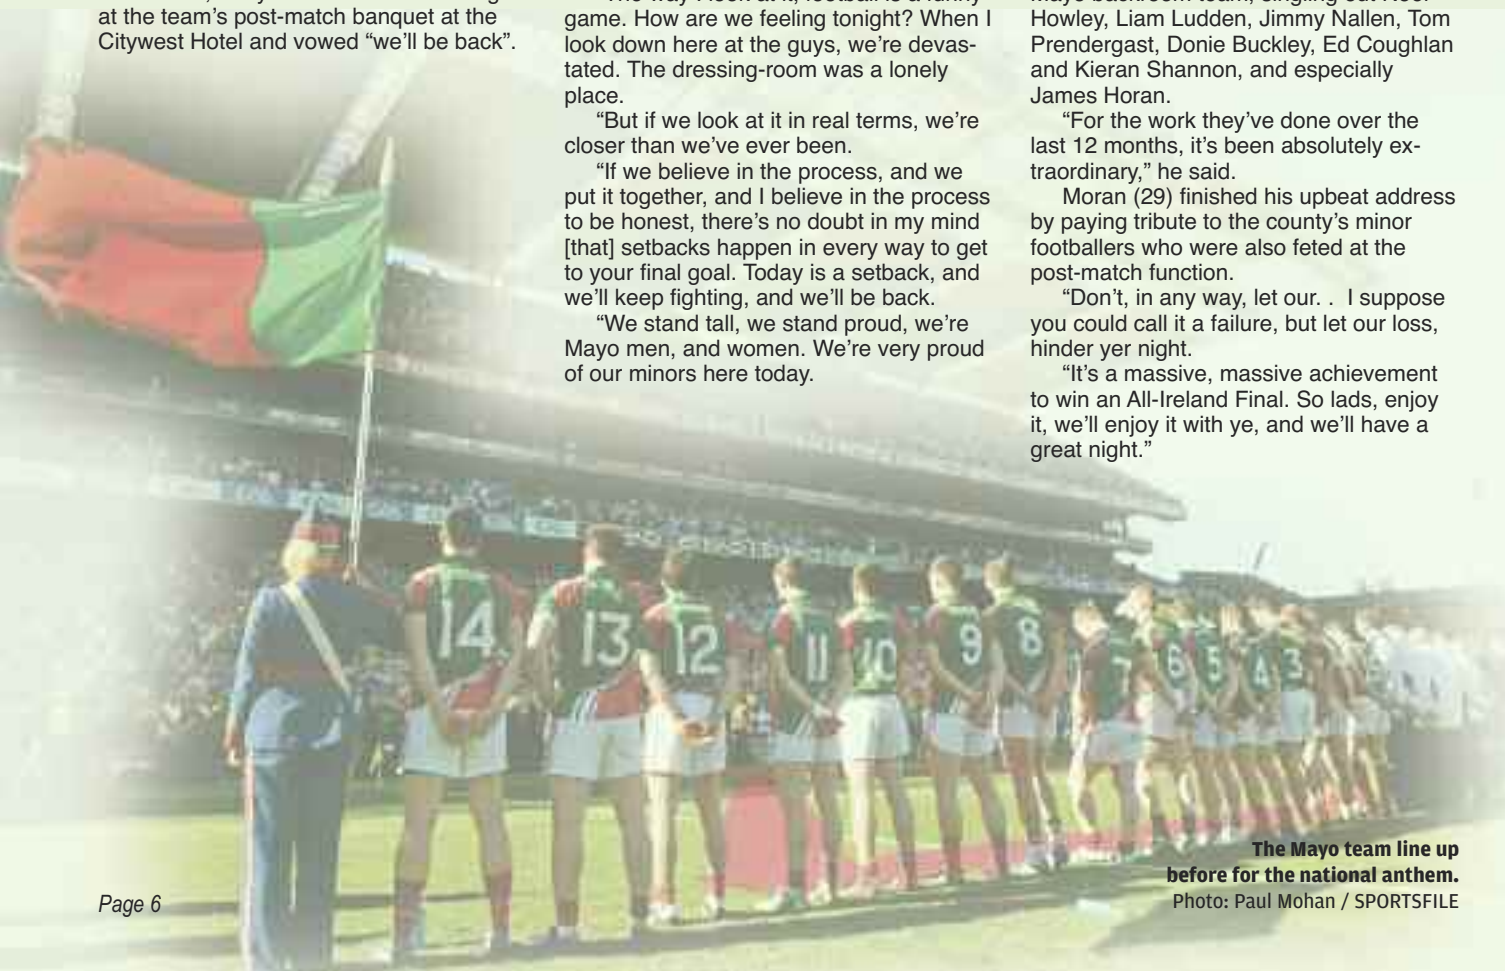 at the team’s post-match banquet at the
Citywest Hotel and vowed “we’ll be back”.
game. How are we feeling tonight? When I
look down here at the guys, we’re devas-
tated. The dressing-room was a lonely
place.
“But if we look at it in real terms, we’re
closer than we’ve ever been.
“If we believe in the process, and we
put it together, and I believe in the process
to be honest, there’s no doubt in my mind
[that] setbacks happen in every way to get
to your final goal. Today is a setback, and
we’ll keep fighting, and we’ll be back.
“We stand tall, we stand proud, we’re
Mayo men, and women. We’re very proud
of our minors here today.
Howley, Liam Ludden, Jimmy Nallen, Tom
Prendergast, Donie Buckley, Ed Coughlan
and Kieran Shannon, and especially
James Horan.
“For the work they’ve done over the
last 12 months, it’s been absolutely ex-
traordinary,” he said.
Moran (29) finished his upbeat address
by paying tribute to the county’s minor
footballers who were also feted at the
post-match function.
“Don’t, in any way, let our. .  I suppose
you could call it a failure, but let our loss,
hinder yer night.
“It’s a massive, massive achievement
to win an All-Ireland Final. So lads, enjoy
it, we’ll enjoy it with ye, and we’ll have a
great night.”
14 13 12 11 10 9 8 7 6 5 4 3
The Mayo team line up
before for the national anthem.
Photo: Paul Mohan / SPORTSFILE
Page 6